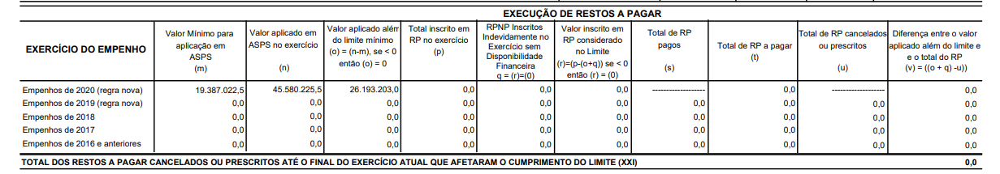 EXECUÇÃO DE RESTOS A PAGAR
EXERCÍCIO DO EMPENHO
Valor Mínimo para
aplicação em
ASPS
(m)
Valor aplicado em
ASPS no exercício
(n)
Valor aplicado além
do limite mínimo
(o) = (n-m), se < 0
então (o) = 0
Total inscrito em
RP no exercício
(p)
RPNP Inscritos
Indevidamente no
Exercício sem
Disponibilidade
Financeira
q = (r)=(0)
Valor inscrito em
RP considerado
no Limite
(r)=(p-(o+q)) se < 0
então (r) = (0)
Total de RP
pagos
(s)
Total de RP a pagar
(t)
Total de RP cancelados
ou prescritos
(u)
Diferença entre o valor
aplicado além do limite e
e o total do RP
(v) = ((o + q) -u))
Empenhos de 2020 (regra nova) 19.387.022,5 45.580.225,5 26.193.203,0 0,0 0,0 0,0 ------------------- 0,0 ------------------- 0,0
Empenhos de 2019 (regra nova) 0,0 0,0 0,0 0,0 0,0 0,0 0,0 0,0 0,0 0,0
Empenhos de 2018 0,0 0,0 0,0 0,0 0,0 0,0 0,0 0,0 0,0 0,0
Empenhos de 2017 0,0 0,0 0,0 0,0 0,0 0,0 0,0 0,0 0,0 0,0
Empenhos de 2016 e anteriores 0,0 0,0 0,0 0,0 0,0 0,0 0,0 0,0 0,0 0,0
TOTAL DOS RESTOS A PAGAR CANCELADOS OU PRESCRITOS ATÉ O FINAL DO EXERCÍCIO ATUAL QUE AFETARAM O CUMPRIMENTO DO LIMITE (XXI) 0,0